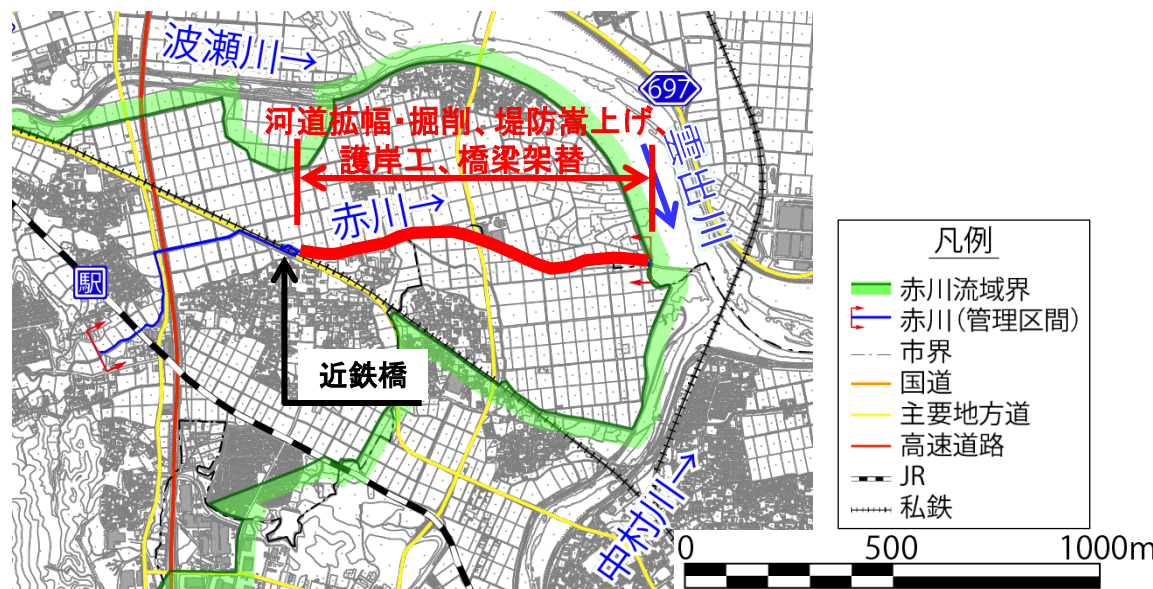 波瀬川→
697
河道拡幅・掘削、堤防嵩上げ、
護岸工、橋梁架替
雲出川
赤川→
駅
近鉄橋
中村川→
凡例
赤川流域界
赤川(管理区間)
市界
国道
主要地方道
高速道路
JR
私鉄
0 500 1000m